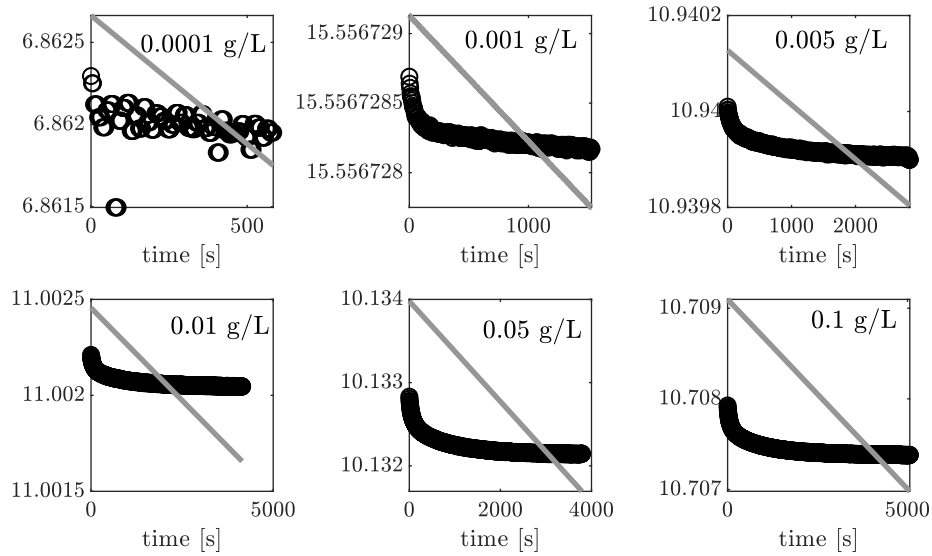 6.8625
6.862
6.8615
0.0001 g/L
0
500
time [s]
15.556729
15.5567285
15.556728
0.001 g/L
0
1000
time [s]
10.9402
10.94
10.9398
0.005 g/L
0
1000
2000
time [s]
11.0025
11.002
11.0015
0.01 g/L
0
5000
time [s]
10.134
10.133
10.132
0.05 g/L
0
2000
4000
time [s]
10.709
10.708
10.707
0.1 g/L
0
5000
time [s]